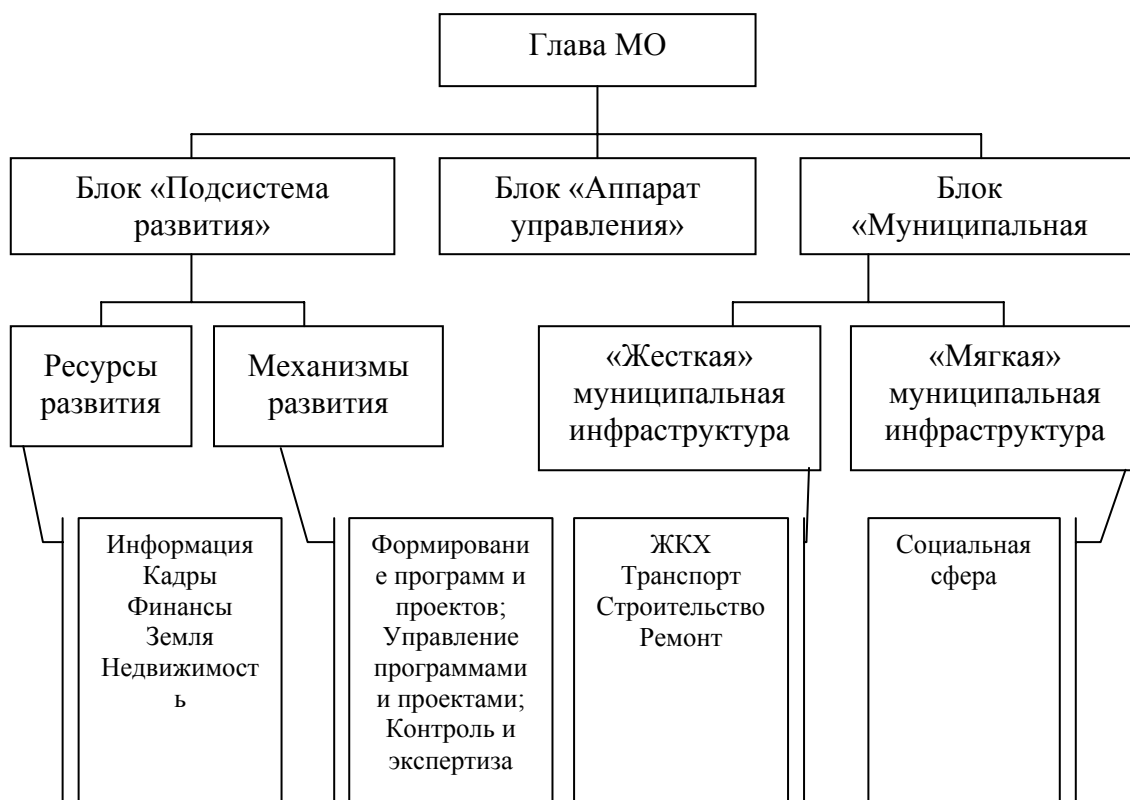 Глава МО
Блок «Подсистема
развития»
Блок «Аппарат
управления»
Блок
«Муниципальная
Ресурсы
развития
Механизмы
развития
«Жесткая»
муниципальная
инфраструктура
«Мягкая»
муниципальная
инфраструктура
Информация
Кадры
Финансы
Земля
Недвижимост
ь
Формировани
е программ и
проектов;
Управление
программами
и проектами;
Контроль и
экспертиза
ЖКХ
Транспорт
Строительство
Ремонт
Социальная
сфера